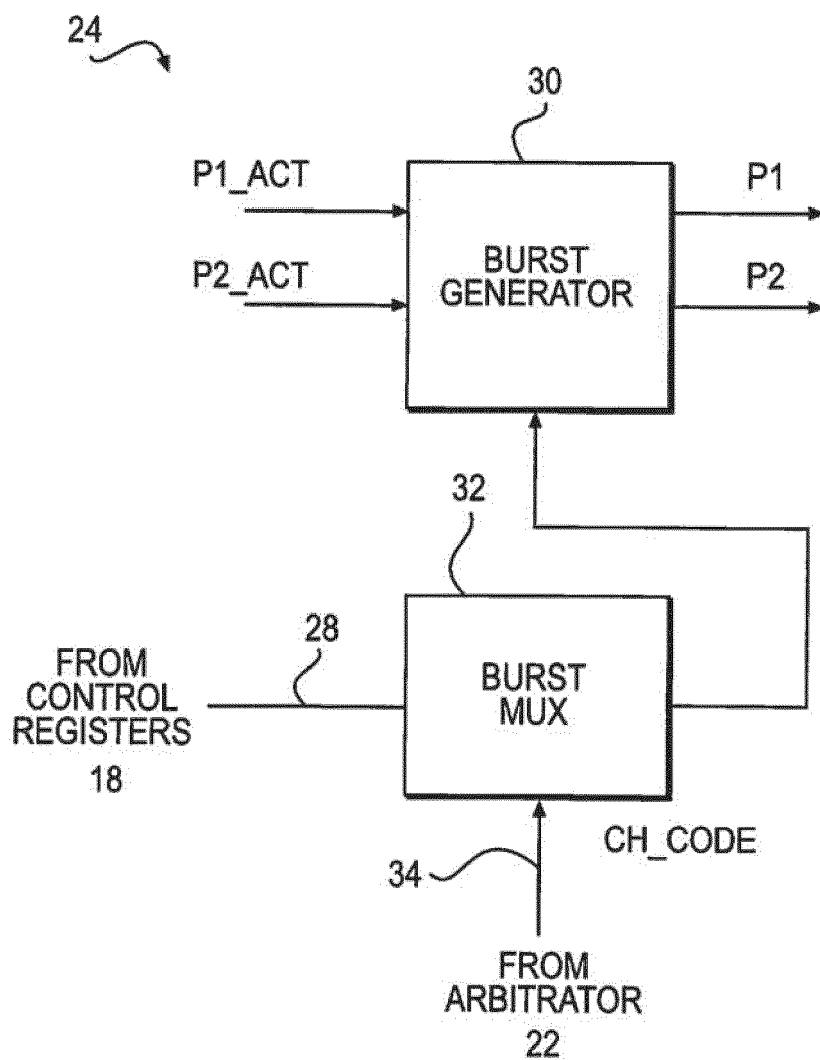 24
30
P1_ACT
P1
P2_ACT
BURST
GENERATOR
P2
32
28
FROM
CONTROL
REGISTERS
18
BURST
MUX
34
CH_CODE
FROM
ARBITRATOR
22